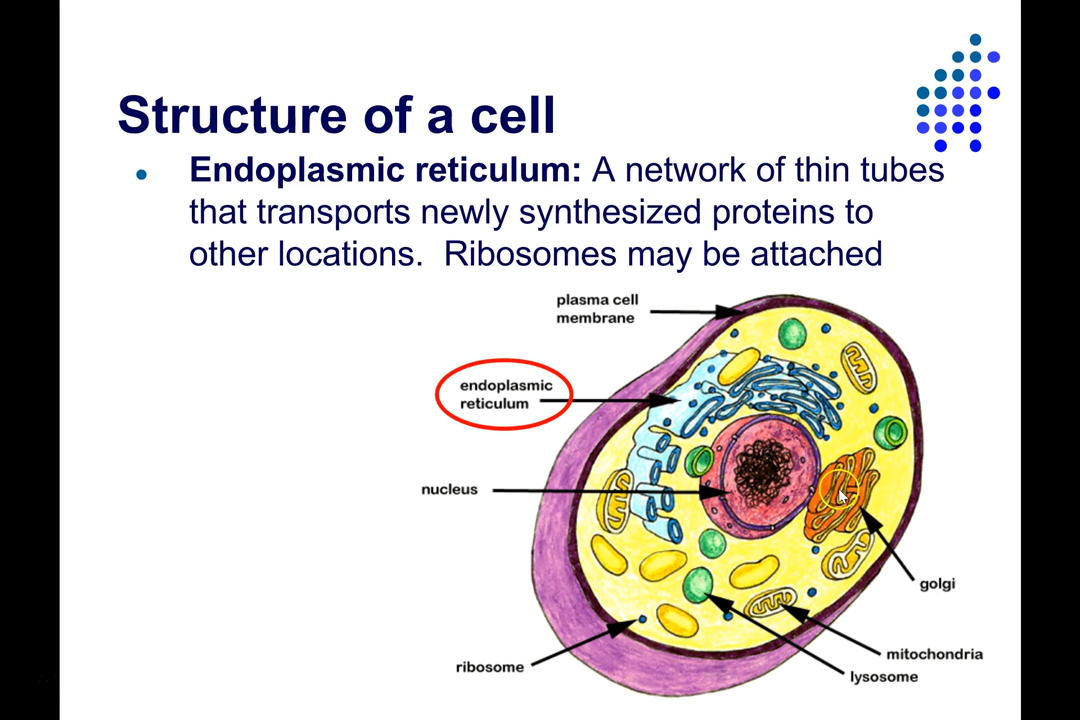 Structure of a cell
Endoplasmic reticulum: A network of thin tubes
that transports newly synthesized proteins to
other locations.  Ribosomes may be attached
plasma cell
membrane
endoplasmic
reticulum
nucleus
golgi
mitochondria
ribosome
lysosome